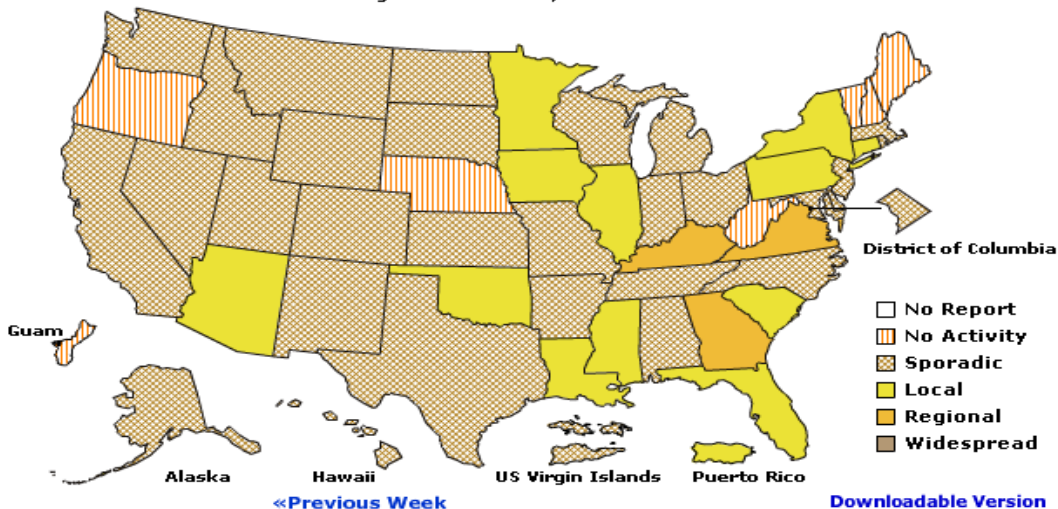 District of Columbia
No Report
Guam
No Activity
Sporadic
Local
Regional
Widespread
Alaska
Hawaii
US Virgin Islands
Puerto Rico
«Previous Week
Downloadable Version